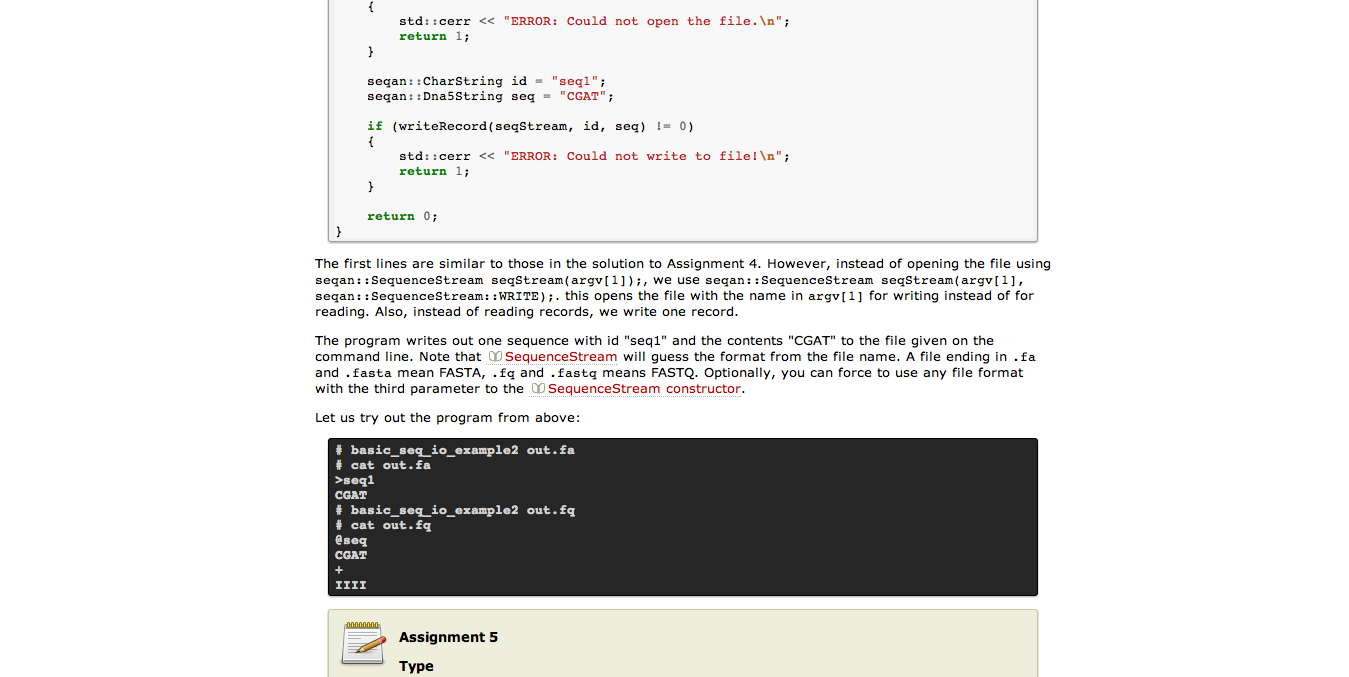 {
std::cerr << "ERROR: Could not open the file.\n";
return 1;
}
seqan::CharString id = "seq1";
seqan::Dna5String seq = "CGAT";
if (writeRecord(seqStream, id, seq) != 0)
{
std::cerr << "ERROR: Could not write to file!\n";
return 1;
}
return 0;
}
The first lines are similar to those in the solution to Assignment 4. However, instead of opening the file using
seqan::SequenceStream seqStream(argv[1]);, we use seqan::SequenceStream seqStream(argv[1],
seqan::SequenceStream::WRITE);. this opens the file with the name in argv[1] for writing instead of for
reading. Also, instead of reading records, we write one record.
The program writes out one sequence with id "seq1" and the contents "CGAT" to the file given on the
command line. Note that SequenceStream will guess the format from the file name. A file ending in .fa
and .fasta mean FASTA, .fq and .fastq means FASTQ. Optionally, you can force to use any file format
with the third parameter to the SequenceStream constructor.
Let us try out the program from above:
# basic_seq_io_example2 out.fa
# cat out.fa
>seq1
CGAT
# basic_seq_io_example2 out.fq
# cat out.fq
@seq
CGAT
+
IIII
Assignment 5
Type